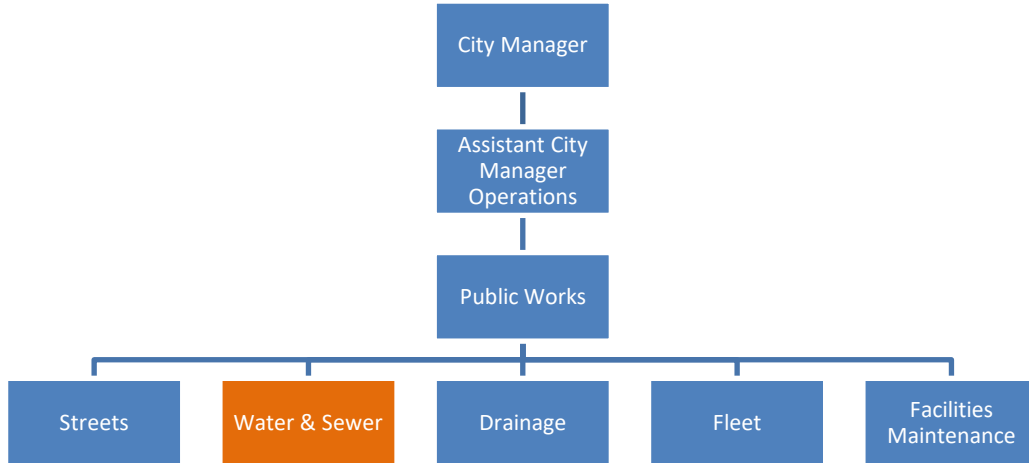 City Manager
Assistant City
Manager
Operations
Public Works
Streets
Water & Sewer
Drainage
Fleet
Facilities
Maintenance